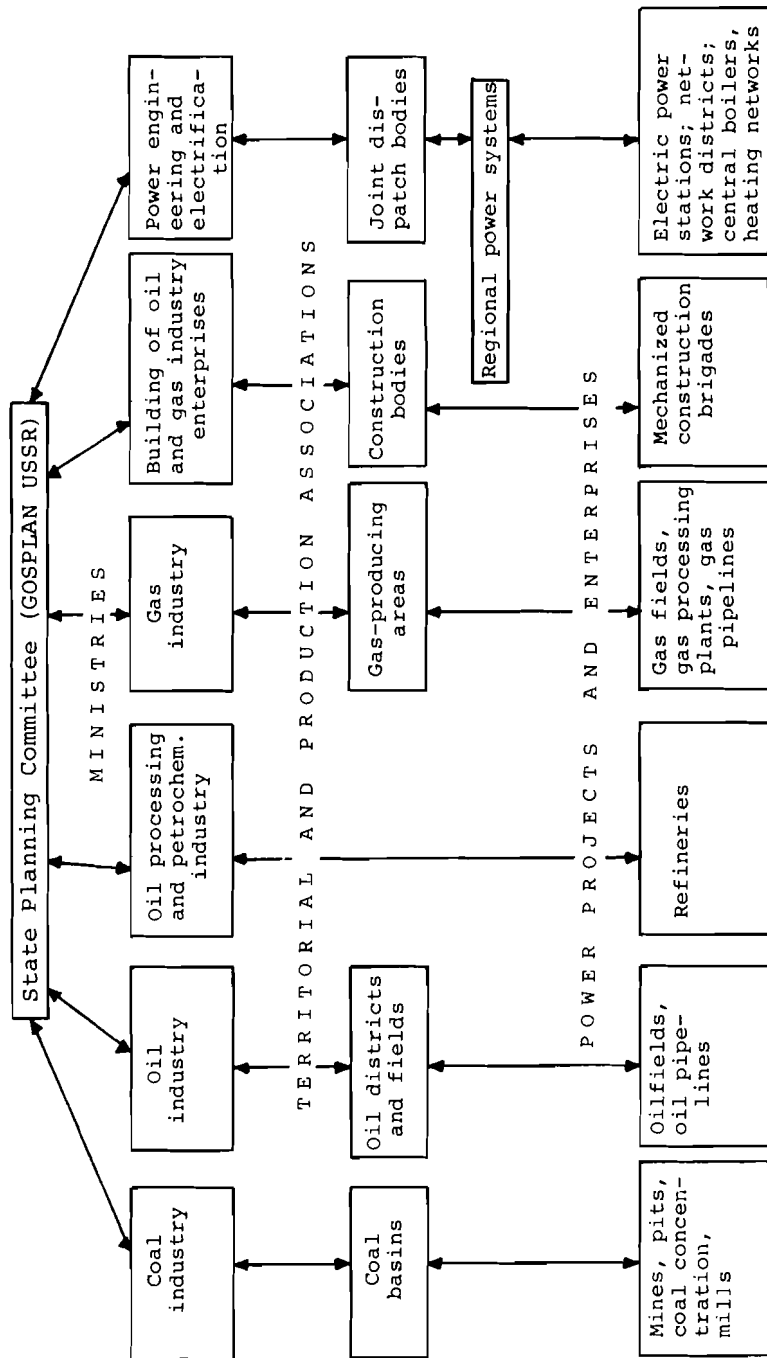 State Planning Committee (GOSPLAN USSR)
MINISTRIES
Coal
industry
Oil
industry
Oil processing
and petrochem.
industry
Gas
industry
Building of oil
and gas industry
enterprises
Power engin-
eering and
electrifica-
tion
TERRITORIAL AND PRODUCTION ASSOCIATIONS
Coal
basins
Oil districts
and fields
Gas-producing
areas
Construction
bodies
Joint dis-
patch bodies
Regional power systems
POWER PROJECTS AND ENTERPRISES
Mines, pits,
coal concen-
tration,
mills
Oilfields,
oil pipe-
lines
Refineries
Gas fields,
gas processing
plants, gas
pipelines
Mechanized
construction
brigades
Electric power
stations; net-
work districts;
central boilers,
heating networks